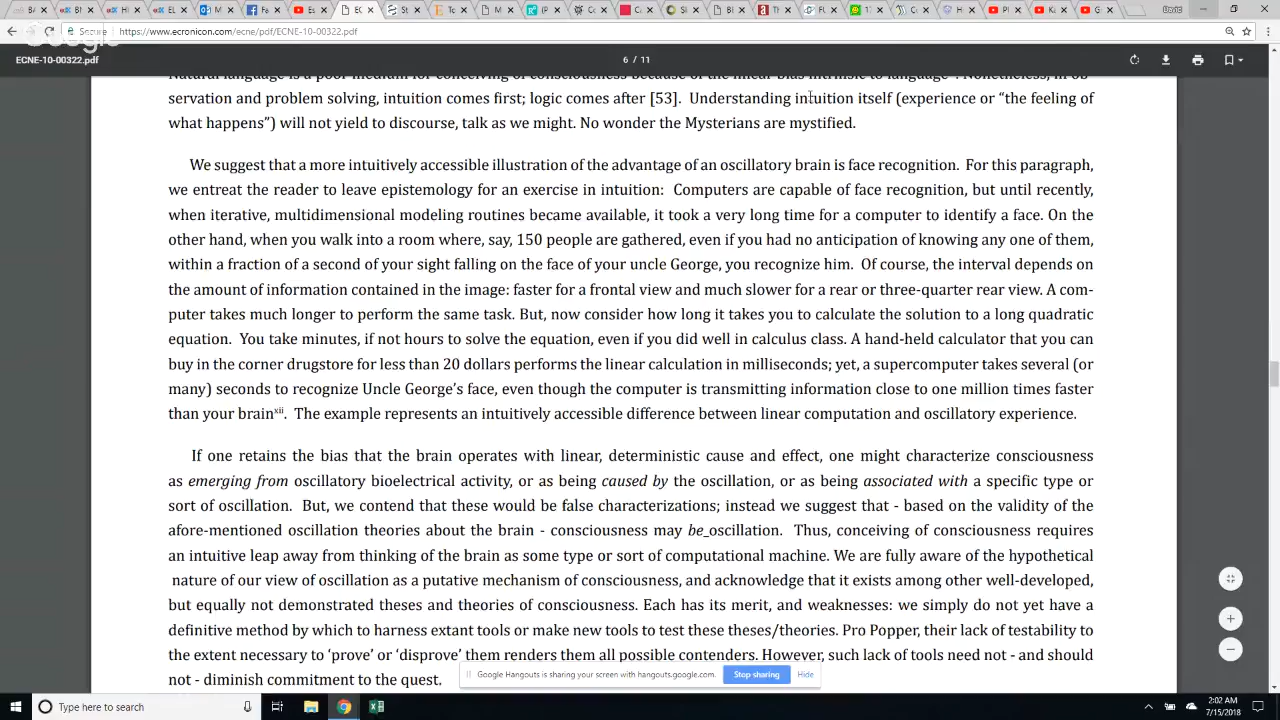 Secure
https://www.ecronicon.com/ecne/pdf/ECNE-10-00322.pdf
Google
ECNE-10-00322.pdf
6 / 11
Natural language is a poor medium for conceiving of consciousness because of the linear bias intrinsic to language . Nonetheless, in ob-
servation and problem solving, intuition comes first; logic comes after [53]. Understanding intuition itself (experience or “the feeling of
what happens”) will not yield to discourse, talk as we might. No wonder the Mysterians are mystified.
We suggest that a more intuitively accessible illustration of the advantage of an oscillatory brain is face recognition. For this paragraph,
we entreat the reader to leave epistemology for an exercise in intuition: Computers are capable of face recognition, but until recently,
when iterative, multidimensional modeling routines became available, it took a very long time for a computer to identify a face. On the
other hand, when you walk into a room where, say, 150 people are gathered, even if you had no anticipation of knowing any one of them,
within a fraction of a second of your sight falling on the face of your uncle George, you recognize him. Of course, the interval depends on
the amount of information contained in the image: faster for a frontal view and much slower for a rear or three-quarter rear view. A com-
puter takes much longer to perform the same task. But, now consider how long it takes you to calculate the solution to a long quadratic
equation. You take minutes, if not hours to solve the equation, even if you did well in calculus class. A hand-held calculator that you can
buy in the corner drugstore for less than 20 dollars performs the linear calculation in milliseconds; yet, a supercomputer takes several (or
many) seconds to recognize Uncle George’s face, even though the computer is transmitting information close to one million times faster
than your brain xii. The example represents an intuitively accessible difference between linear computation and oscillatory experience.
If one retains the bias that the brain operates with linear, deterministic cause and effect, one might characterize consciousness
as emerging from oscillatory bioelectrical activity, or as being caused by the oscillation, or as being associated with a specific type or
sort of oscillation. But, we contend that these would be false characterizations; instead we suggest that - based on the validity of the
afore-mentioned oscillation theories about the brain - consciousness may be_oscillation. Thus, conceiving of consciousness requires
an intuitive leap away from thinking of the brain as some type or sort of computational machine. We are fully aware of the hypothetical
nature of our view of oscillation as a putative mechanism of consciousness, and acknowledge that it exists among other well-developed,
but equally not demonstrated theses and theories of consciousness. Each has its merit, and weaknesses: we simply do not yet have a
definitive method by which to harness extant tools or make new tools to test these theses/theories. Pro Popper, their lack of testability to
the extent necessary to ‘prove’ or ‘disprove’ them renders them all possible contenders. However, such lack of tools need not - and should
not - diminish commitment to the quest.
Google Hangouts is sharing your screen with hangouts.google.com.
Stop sharing
Hide
Type here to search
2:02 AM
7/15/2018